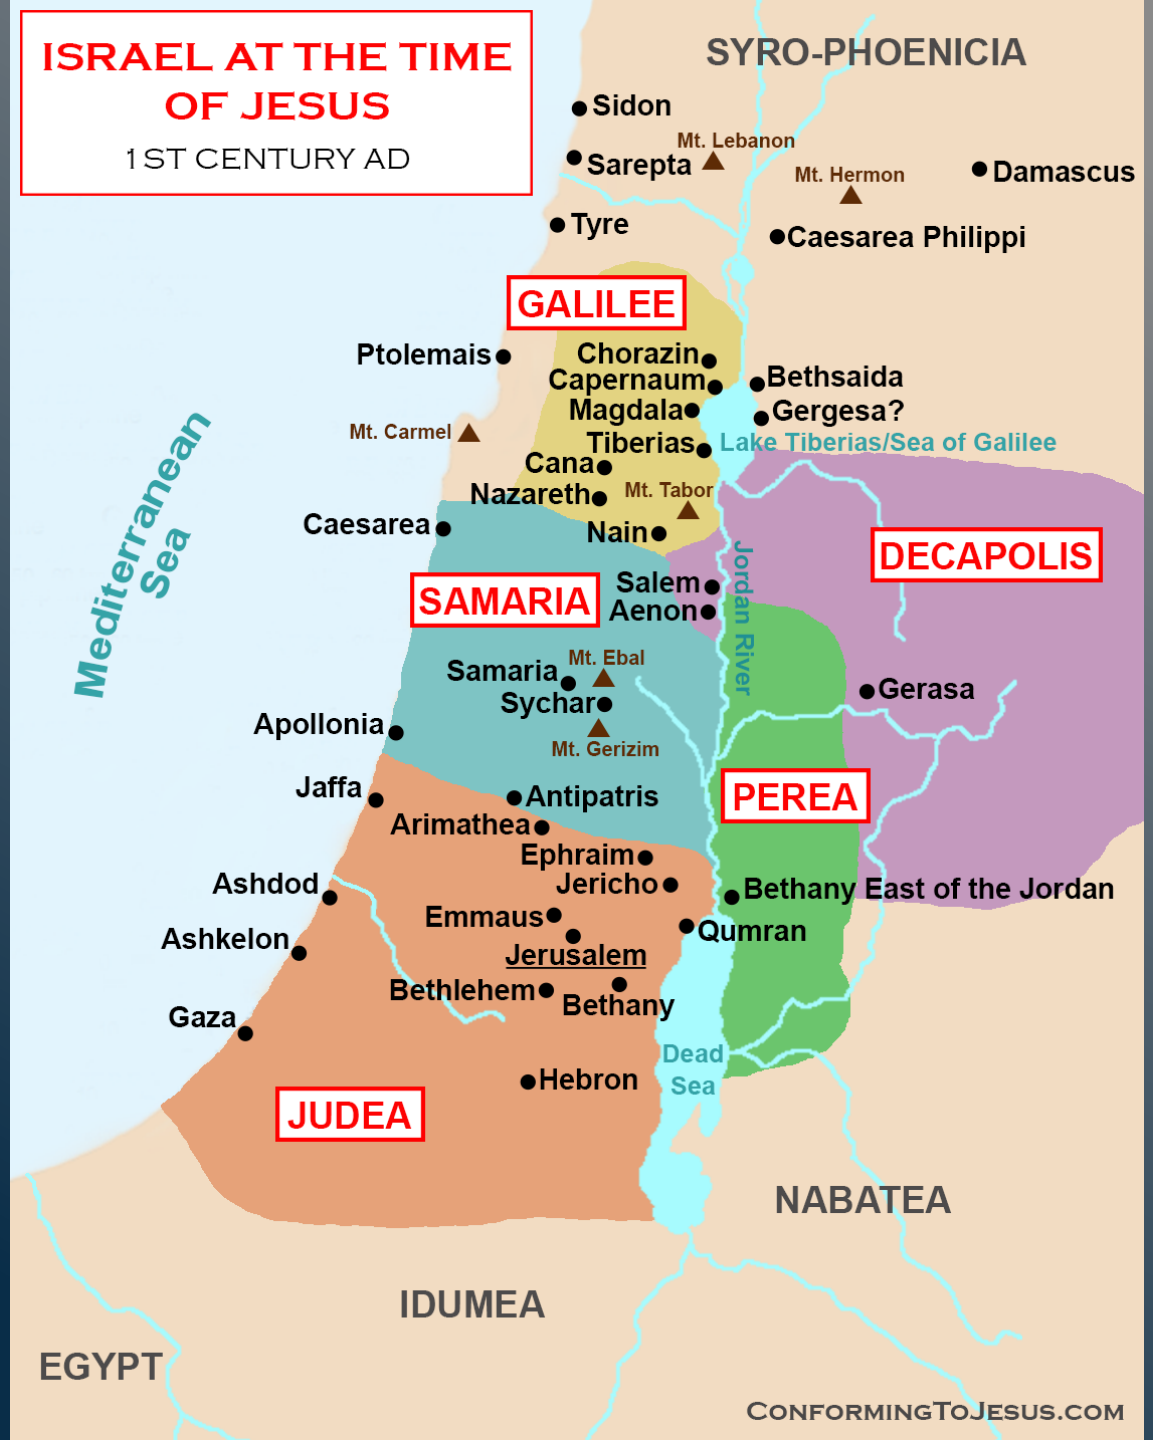 ISRAEL AT THE TIME
OF JESUS
1ST CENTURY AD
SYRO-PHOENICIA
Sidon
Mt. Lebanon
Sarepta
Mt. Hermon
Damascus
Tyre
Caesarea Philippi
GALILEE
Ptolemais
Chorazin
Capernaum
Bethsaida
Magdala
Gergesa?
Mt. Carmel
Tiberias
Lake Tiberias/Sea of Galilee
Cana
Nazareth
Mt. Tabor
Mediterranean
Sea
Caesarea
Nain
DECAPOLIS
Jordan River
Salem
SAMARIA
Aenon
Samaria
Mt. Ebal
Sychar
Gerasa
Apollonia
Mt. Gerizim
Jaffa
Antipatris
PEREA
Arimathea
Ephraim
Jericho
Ashdod
Bethany East of the Jordan
Emmaus
Qumran
Ashkelon
Jerusalem
Bethlehem
Bethany
Gaza
Dead
Sea
Hebron
JUDEA
NABATEA
IDUMEA
EGYPT
CONFORMINGTOJESUS.COM